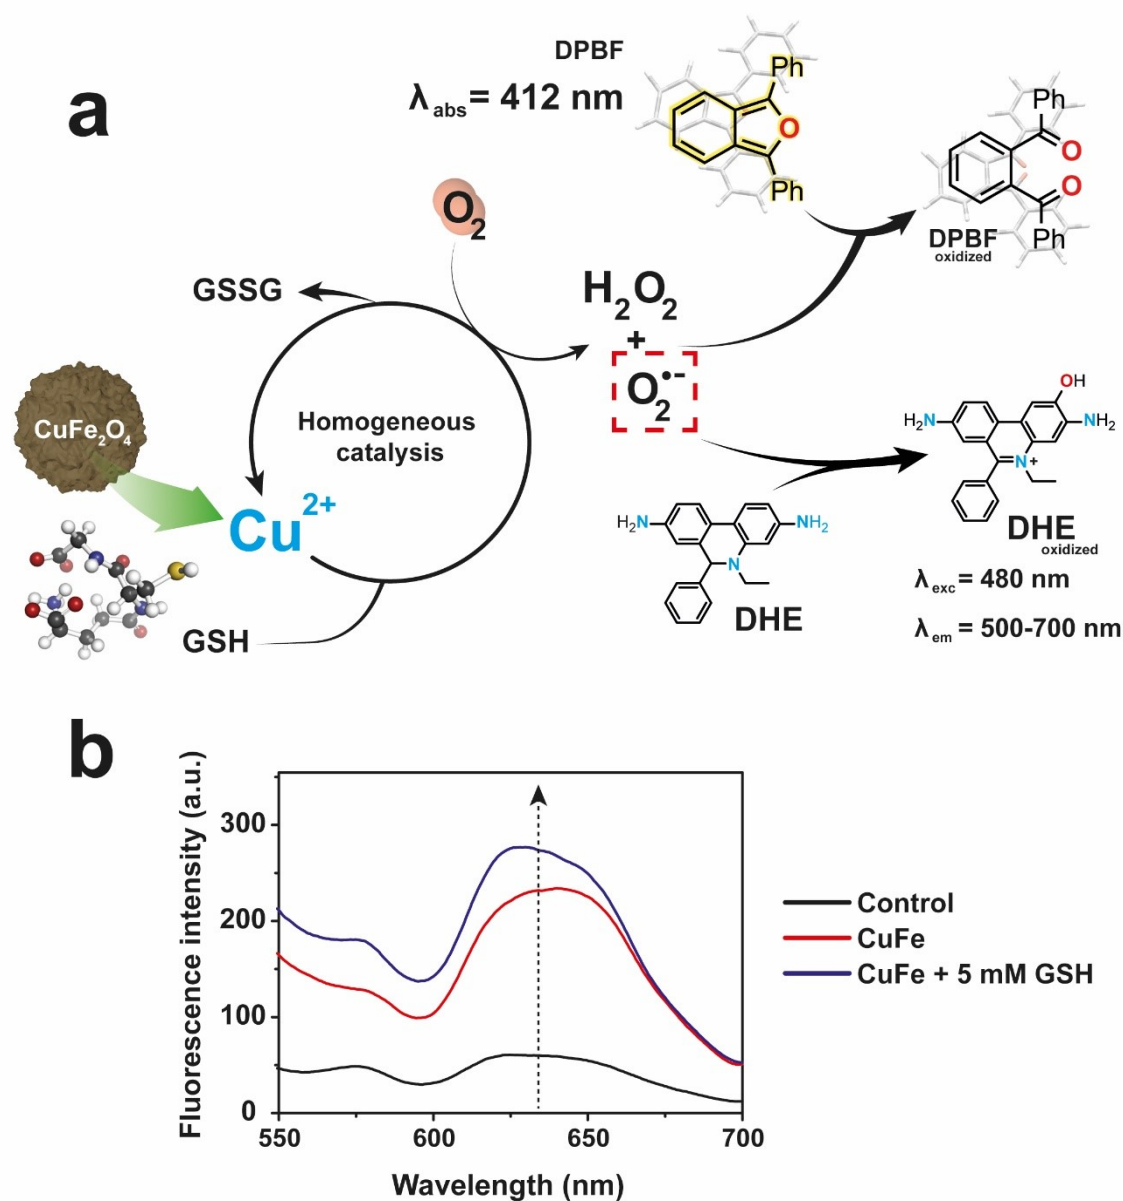 a
DPBF
λabs = 412 nm
Ph
O
Ph
Ph
O
O
Ph
DPBF
oxidized
O2
GSSG
H2O2
+
O2•-
CuFe2O4
Homogeneous
catalysis
Cu2+
GSH
H2N
NH2
N
DHE
OH
H2N
NH2
N+
DHE
oxidized
λexc = 480 nm
λem = 500-700 nm
b
Fluorescence intensity (a.u.)
300
200
100
0
550
600
650
700
Wavelength (nm)
Control
CuFe
CuFe + 5 mM GSH